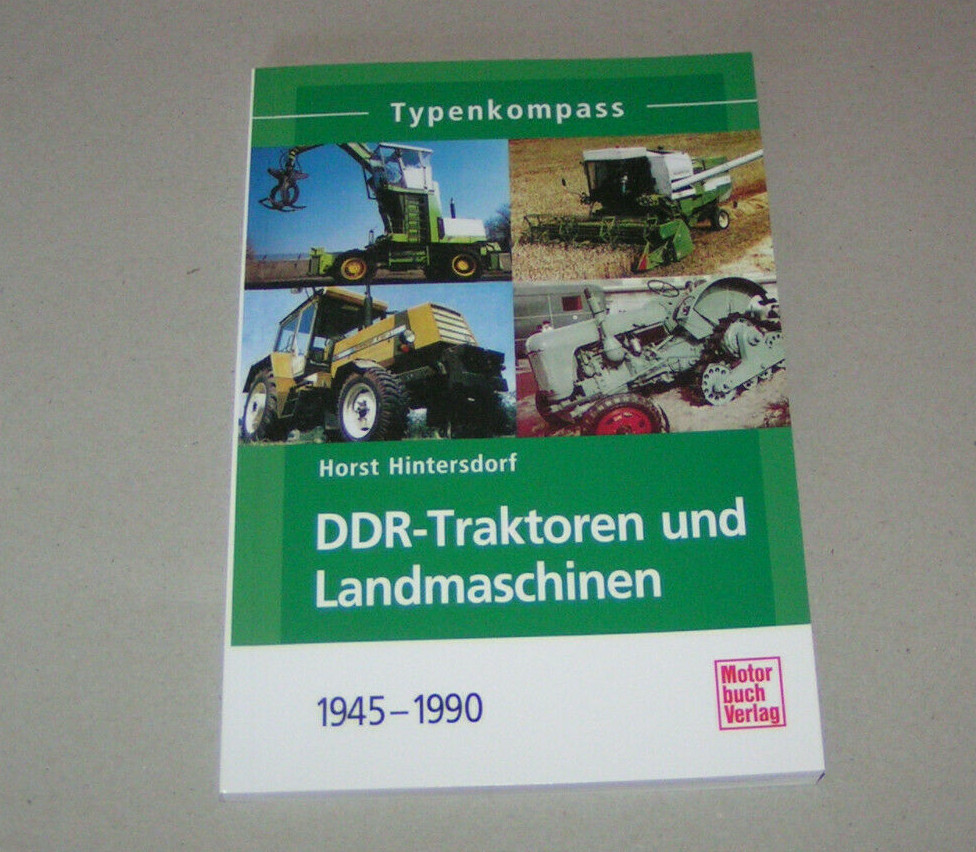 Typenkompass
Horst Hintersdorf
DDR-Traktoren und
Landmaschinen
1945–1990
Motor
buch
Verlag